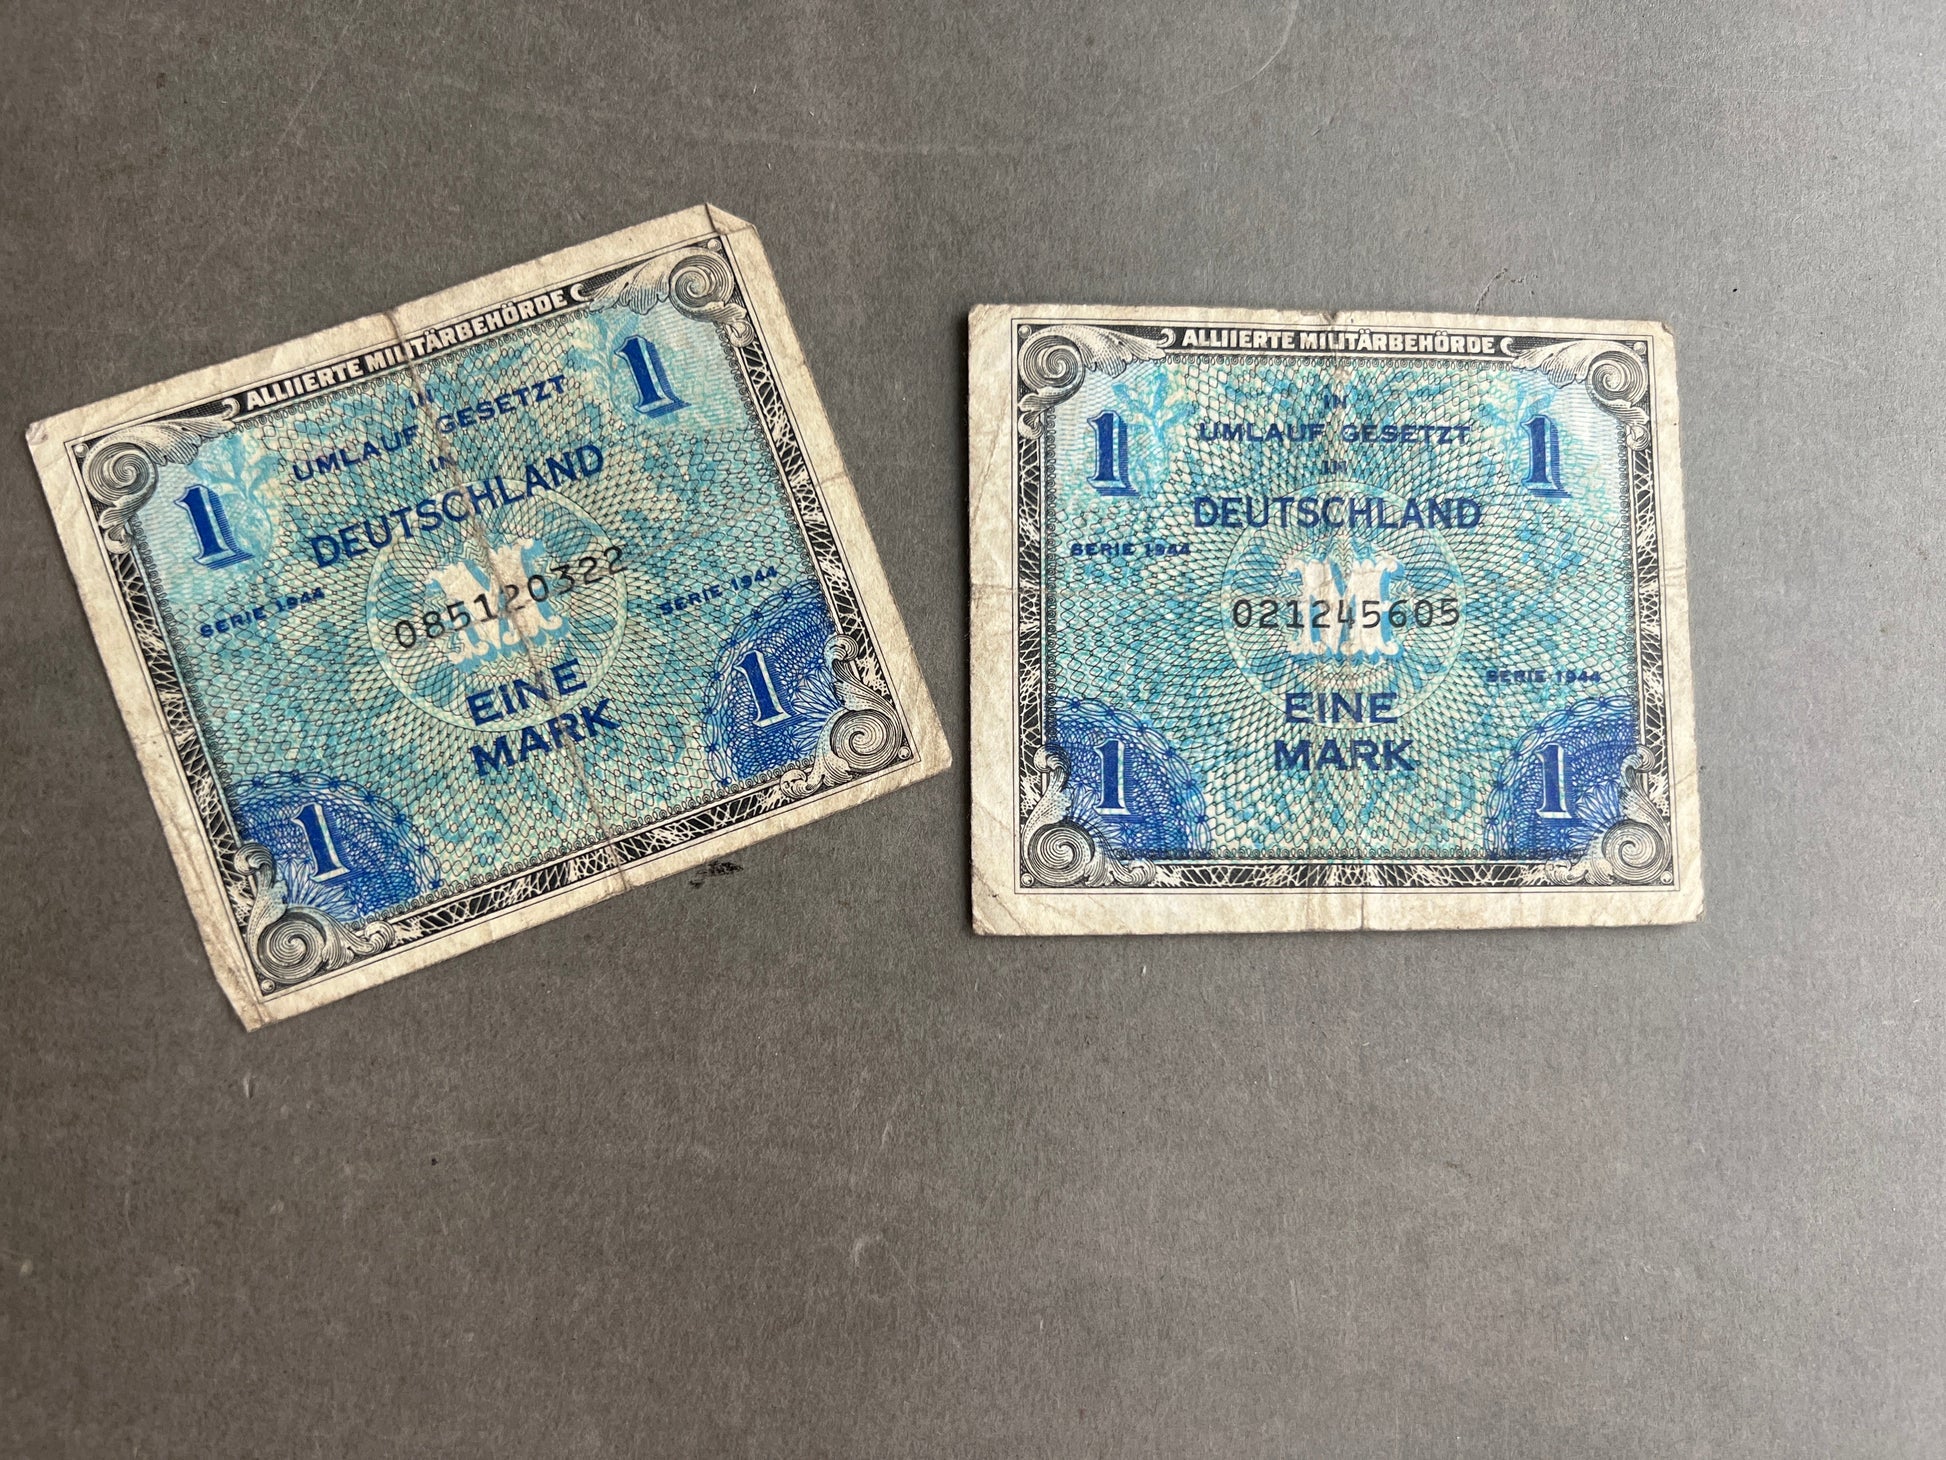 ALLIIERTE MILITÄRBEHÖRDE
1 1
IN
UMLAUF GESETZT
IN
DEUTSCHLAND
SERIE 1944
085120322
SERIE 1944
M
EINE
MARK
1 1
ALLIIERTE MILITÄRBEHÖRDE
1 1
IN
UMLAUF GESETZT
IN
DEUTSCHLAND
SERIE 1944
021245605
M
SERIE 1944
EINE
MARK
1 1